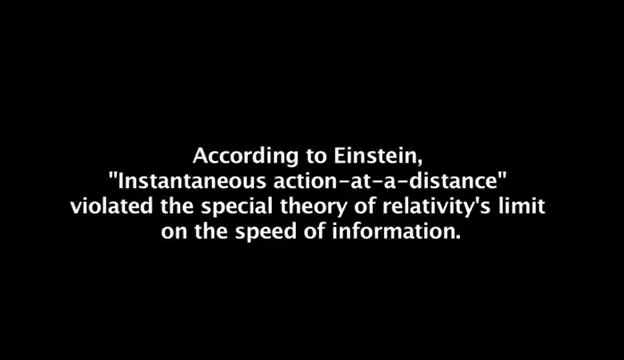 According to Einstein,
"Instantaneous action-at-a-distance"
violated the special theory of relativity's limit
on the speed of information.